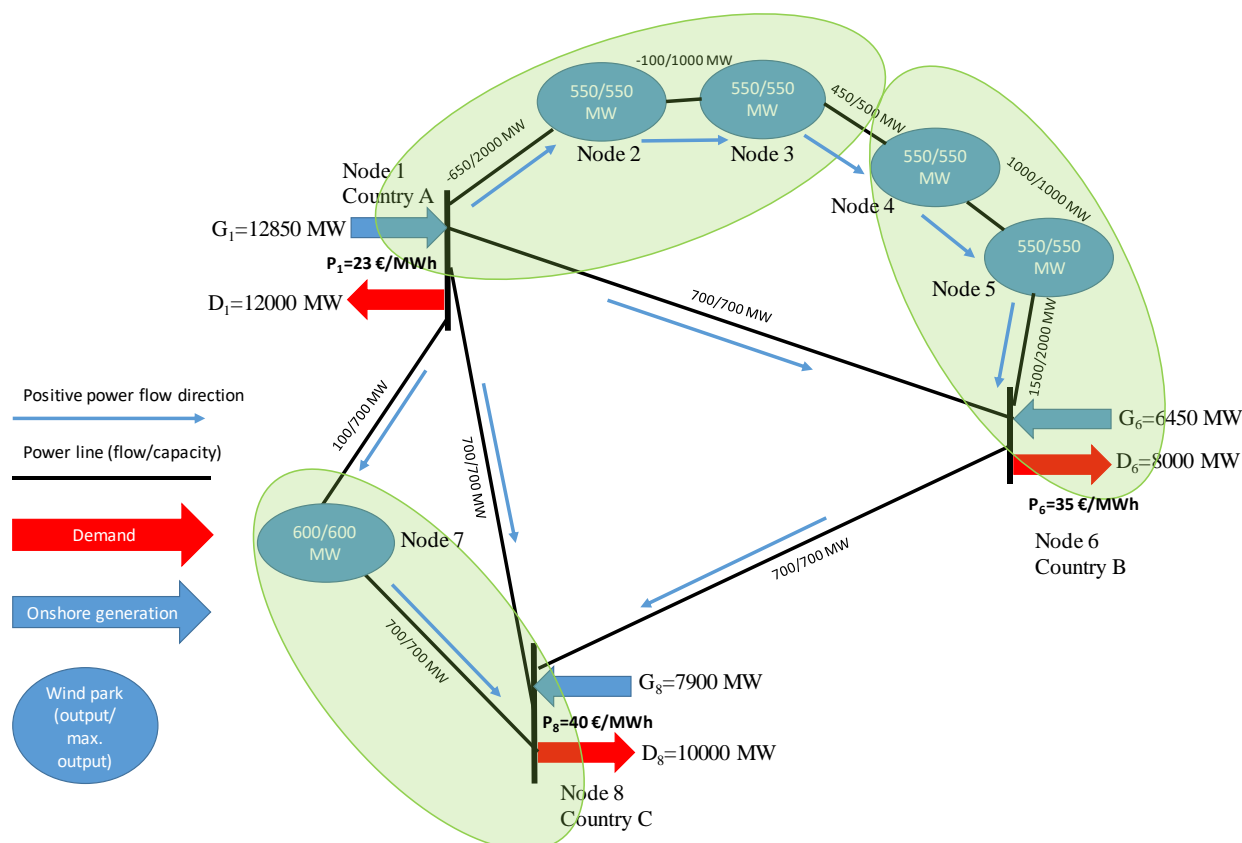 -100/1000 MW
550/550
MW
550/550
MW
450/500MW
Node 2
Node 3
-650/2000 MW
550/550
MW
1000/1000MW
Node 1
Country A
Node 4
G1=12850 MW
550/550
MW
P1=23 €/MWh
Node 5
D1=12000 MW
700/700 MW
1500/2000 MW
Positive power flow direction
100/700 MW
700/700 MW
G6=6450 MW
Power line (flow/capacity)
D6=8000 MW
P6=35 €/MWh
Demand
600/600
MW
Node 7
700/700 MW
Node 6
Country B
Onshore generation
700/700 MW
G8=7900 MW
Wind park
(output/
max.
output)
P8=40 €/MWh
D8=10000 MW
Node 8
Country C